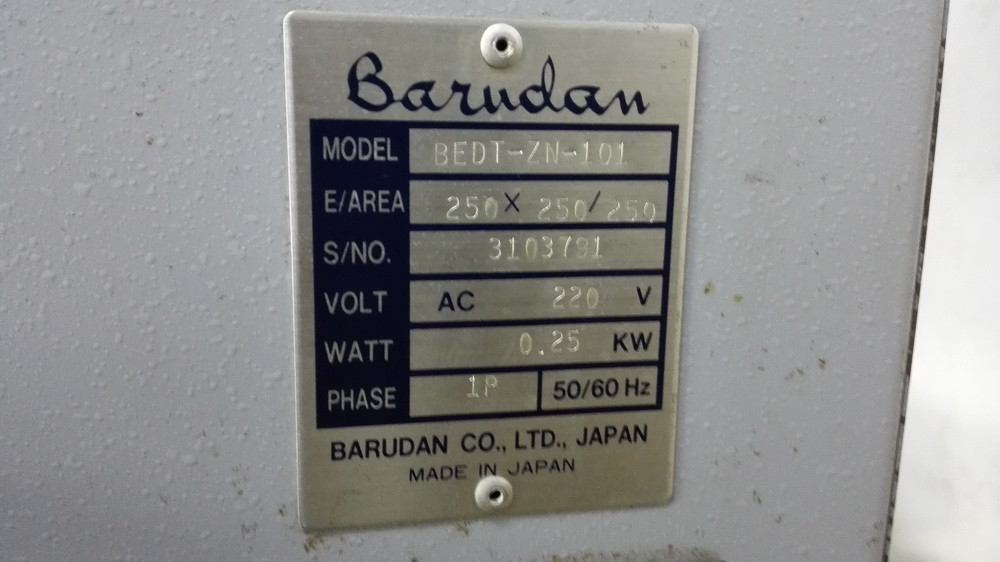 Barudan
MODEL BEDT-ZN-101
E/AREA 250 X 250 / 250
S/NO. 3103791
VOLT AC 220 V
WATT 0.25 KW
PHASE 1P 50/60 Hz
BARUDAN CO., LTD., JAPAN
MADE IN JAPAN